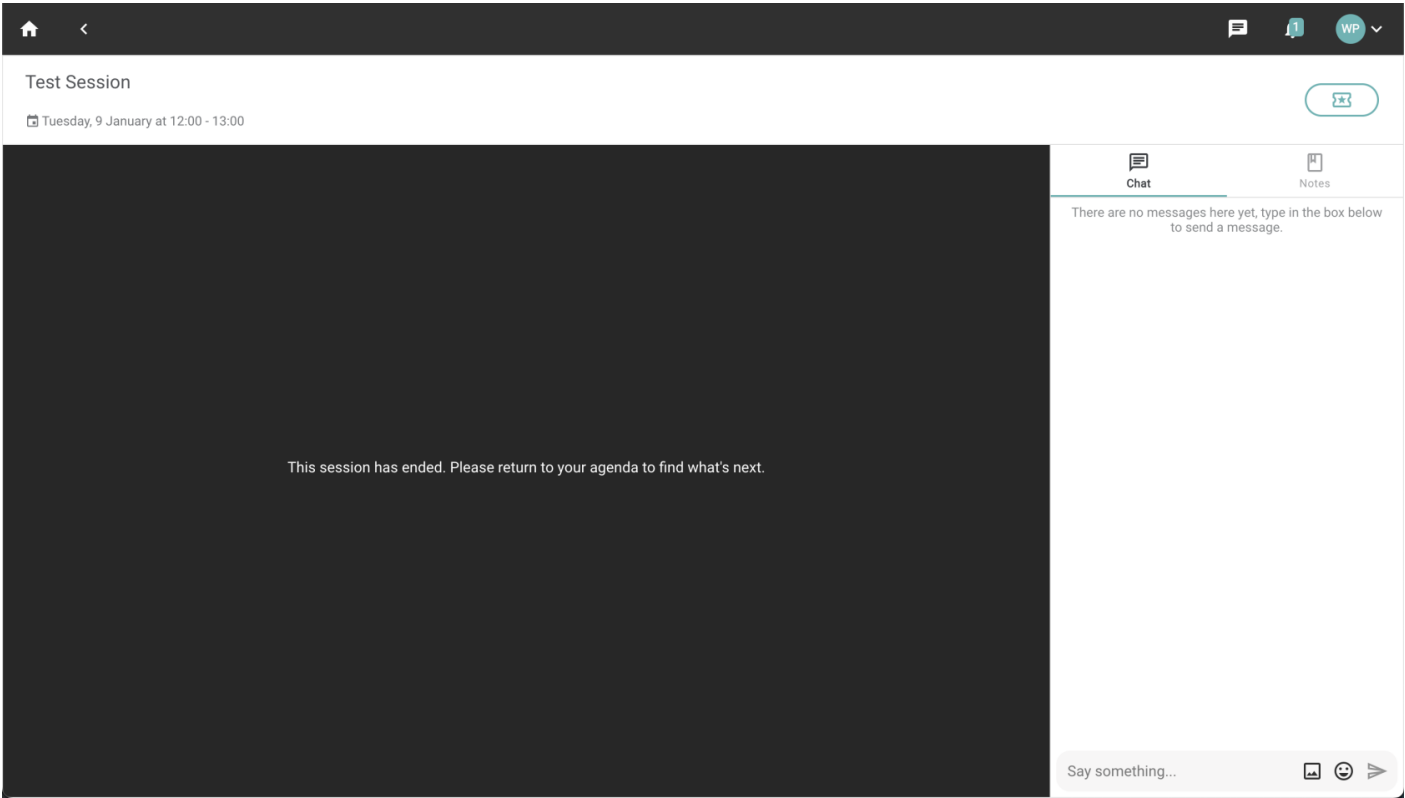 1
WP
Test Session
Tuesday, 9 January at 12:00 - 13:00
Chat
Notes
There are no messages here yet, type in the box below
to send a message.
This session has ended. Please return to your agenda to find what's next.
Say something...